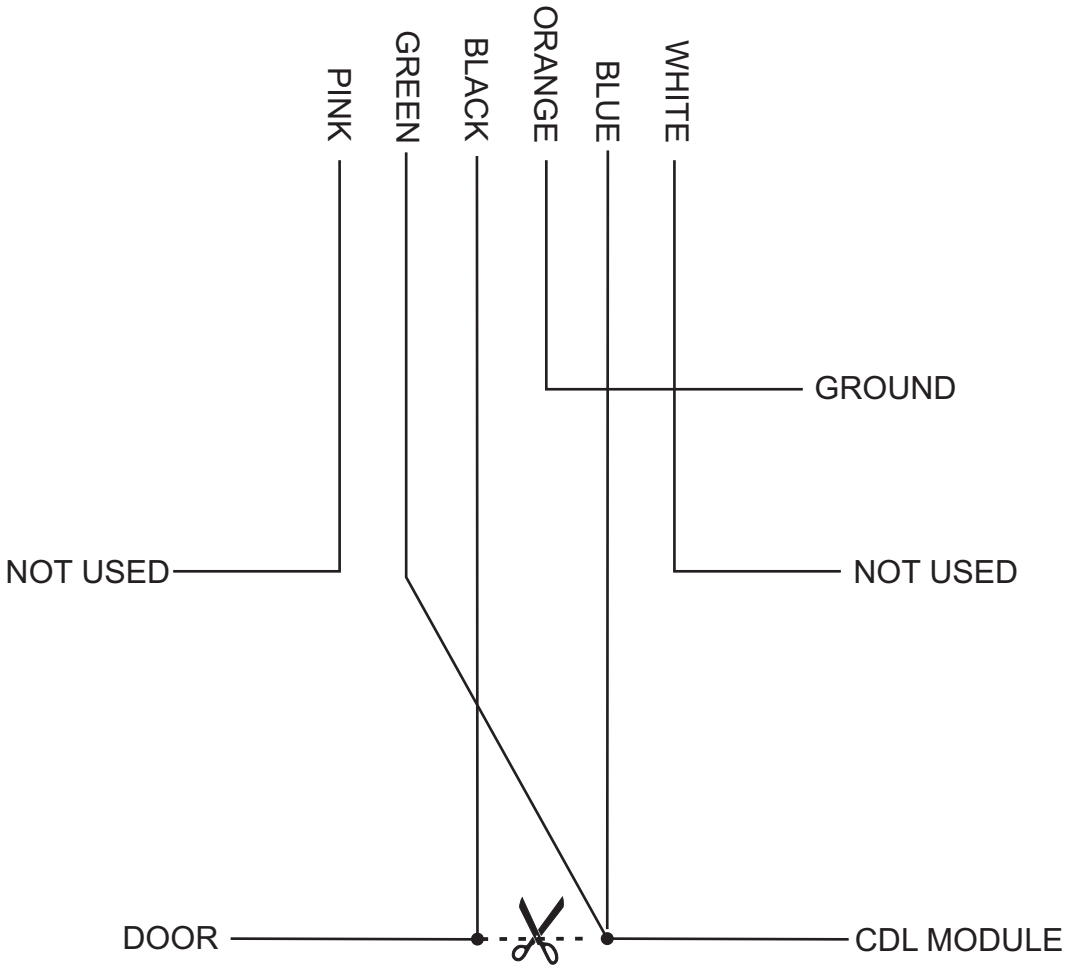 PINK
GREEN
BLACK
ORANGE
BLUE
WHITE
GROUND
NOT USED
NOT USED
DOOR
CDL MODULE